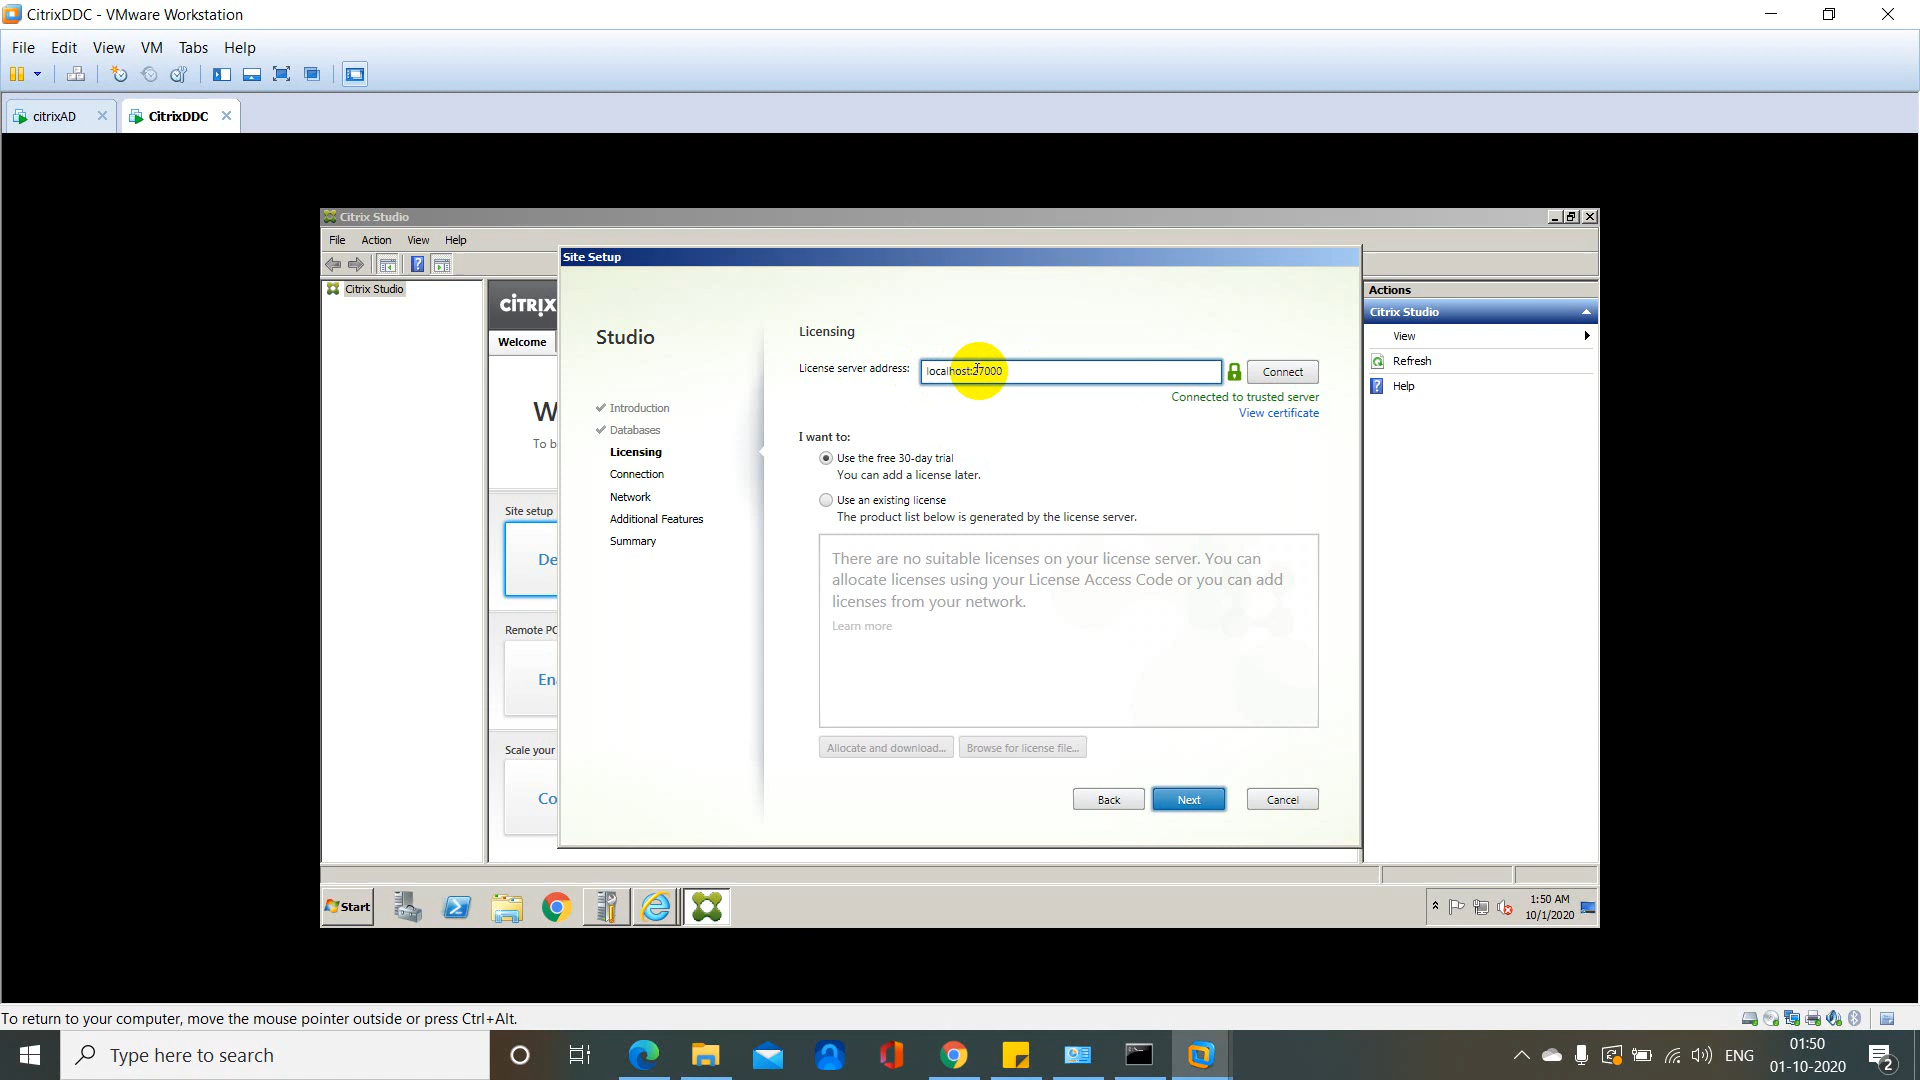 CitrixDDC - VMware Workstation
File Edit View VM Tabs Help
citrixAD CitrixDDC
Citrix Studio
File Action View Help
Citrix Studio
CİTRIX
Welcome
To b
Site setup
De
Remote PC
Ena
Scale your
Co
Site Setup
Studio
Introduction
Databases
Licensing
Connection
Network
Additional Features
Summary
Licensing
License server address: localhost:27000 Connect
Connected to trusted server
View certificate
I want to:
Use the free 30-day trial
You can add a license later.
Use an existing license
The product list below is generated by the license server.
There are no suitable licenses on your license server. You can
allocate licenses using your License Access Code or you can add
licenses from your network.
Learn more
Allocate and download... Browse for license file...
Back Next Cancel
Actions
Citrix Studio
View
Refresh
Help
Start
1:50 AM
10/1/2020
To return to your computer, move the mouse pointer outside or press Ctrl+Alt.
Type here to search
ENG
01:50
01-10-2020
2